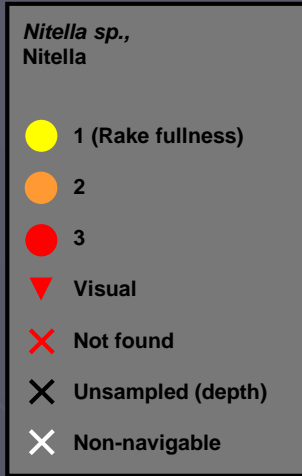 Nitella sp.,
Nitella
1 (Rake fullness)
2
3
Visual
Not found
Unsampled (depth)
Non-navigable